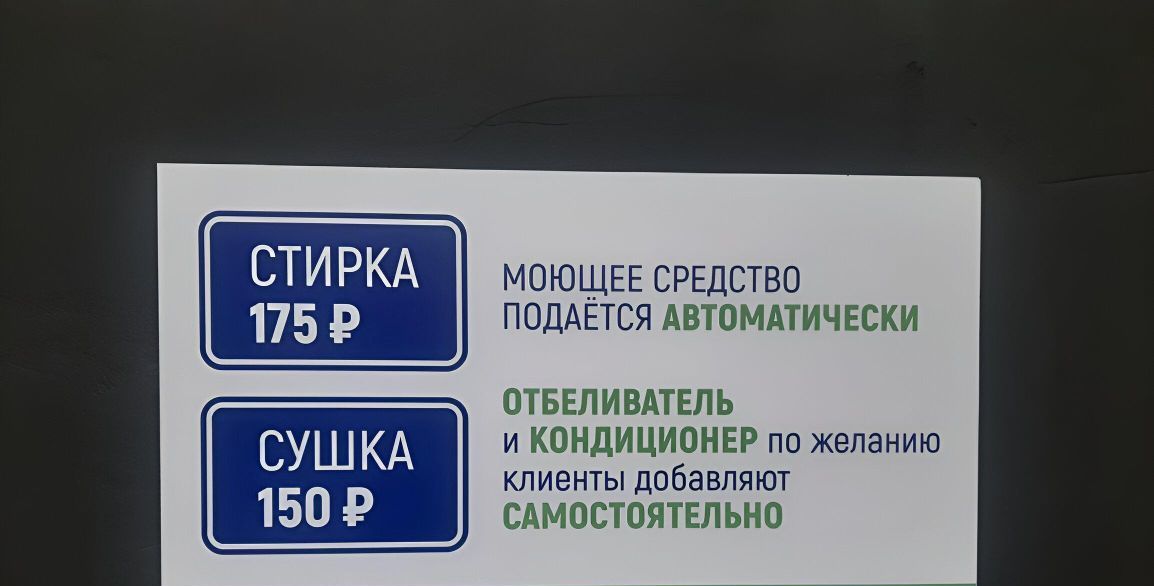 СТИРКА
175 ₽
МОЮЩЕЕ СРЕДСТВО
ПОДАЁТСЯ АВТОМАТИЧЕСКИ
СУШКА
150 ₽
ОТБЕЛИВАТЕЛЬ
и КОНДИЦИОНЕР по желанию
клиенты добавляют
САМОСТОЯТЕЛЬНО